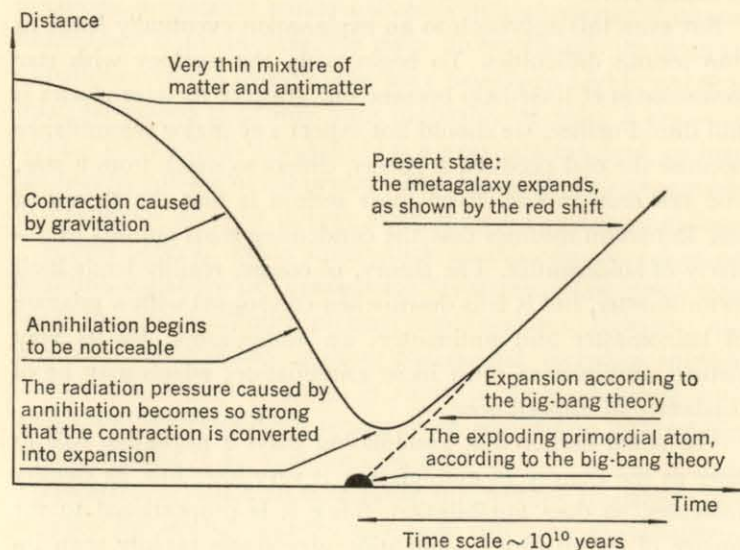 Distance
Very thin mixture of
matter and antimatter
Present state:
the metagalaxy expands,
as shown by the red shift
Contraction caused
by gravitation
Annihilation begins
to be noticeable
The radiation pressure caused by
annihilation becomes so strong
that the contraction is converted
into expansion
Expansion according to
the big-bang theory
The exploding primordial atom,
according to the big-bang theory
Time
Time scale ~ 10¹⁰ years